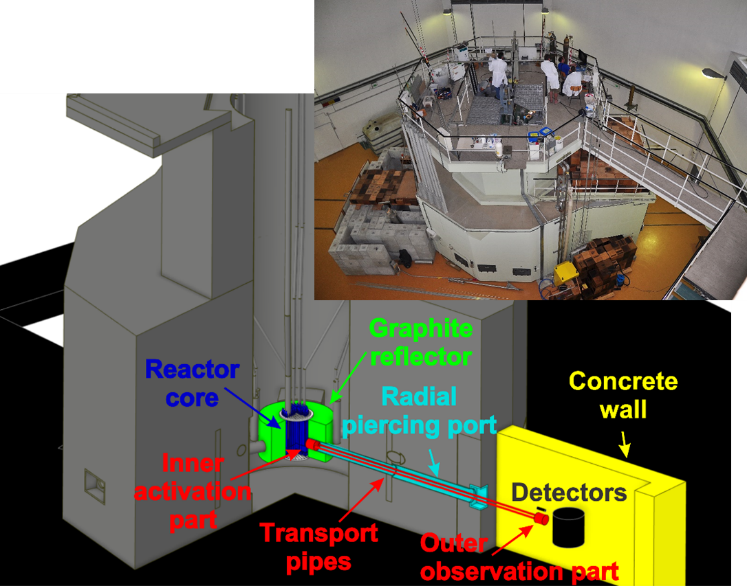 Graphite
reflector
Reactor
core
Radial
piercing port
Concrete
wall
Inner
activation
part
Detectors
Transport
pipes
Outer
observation part